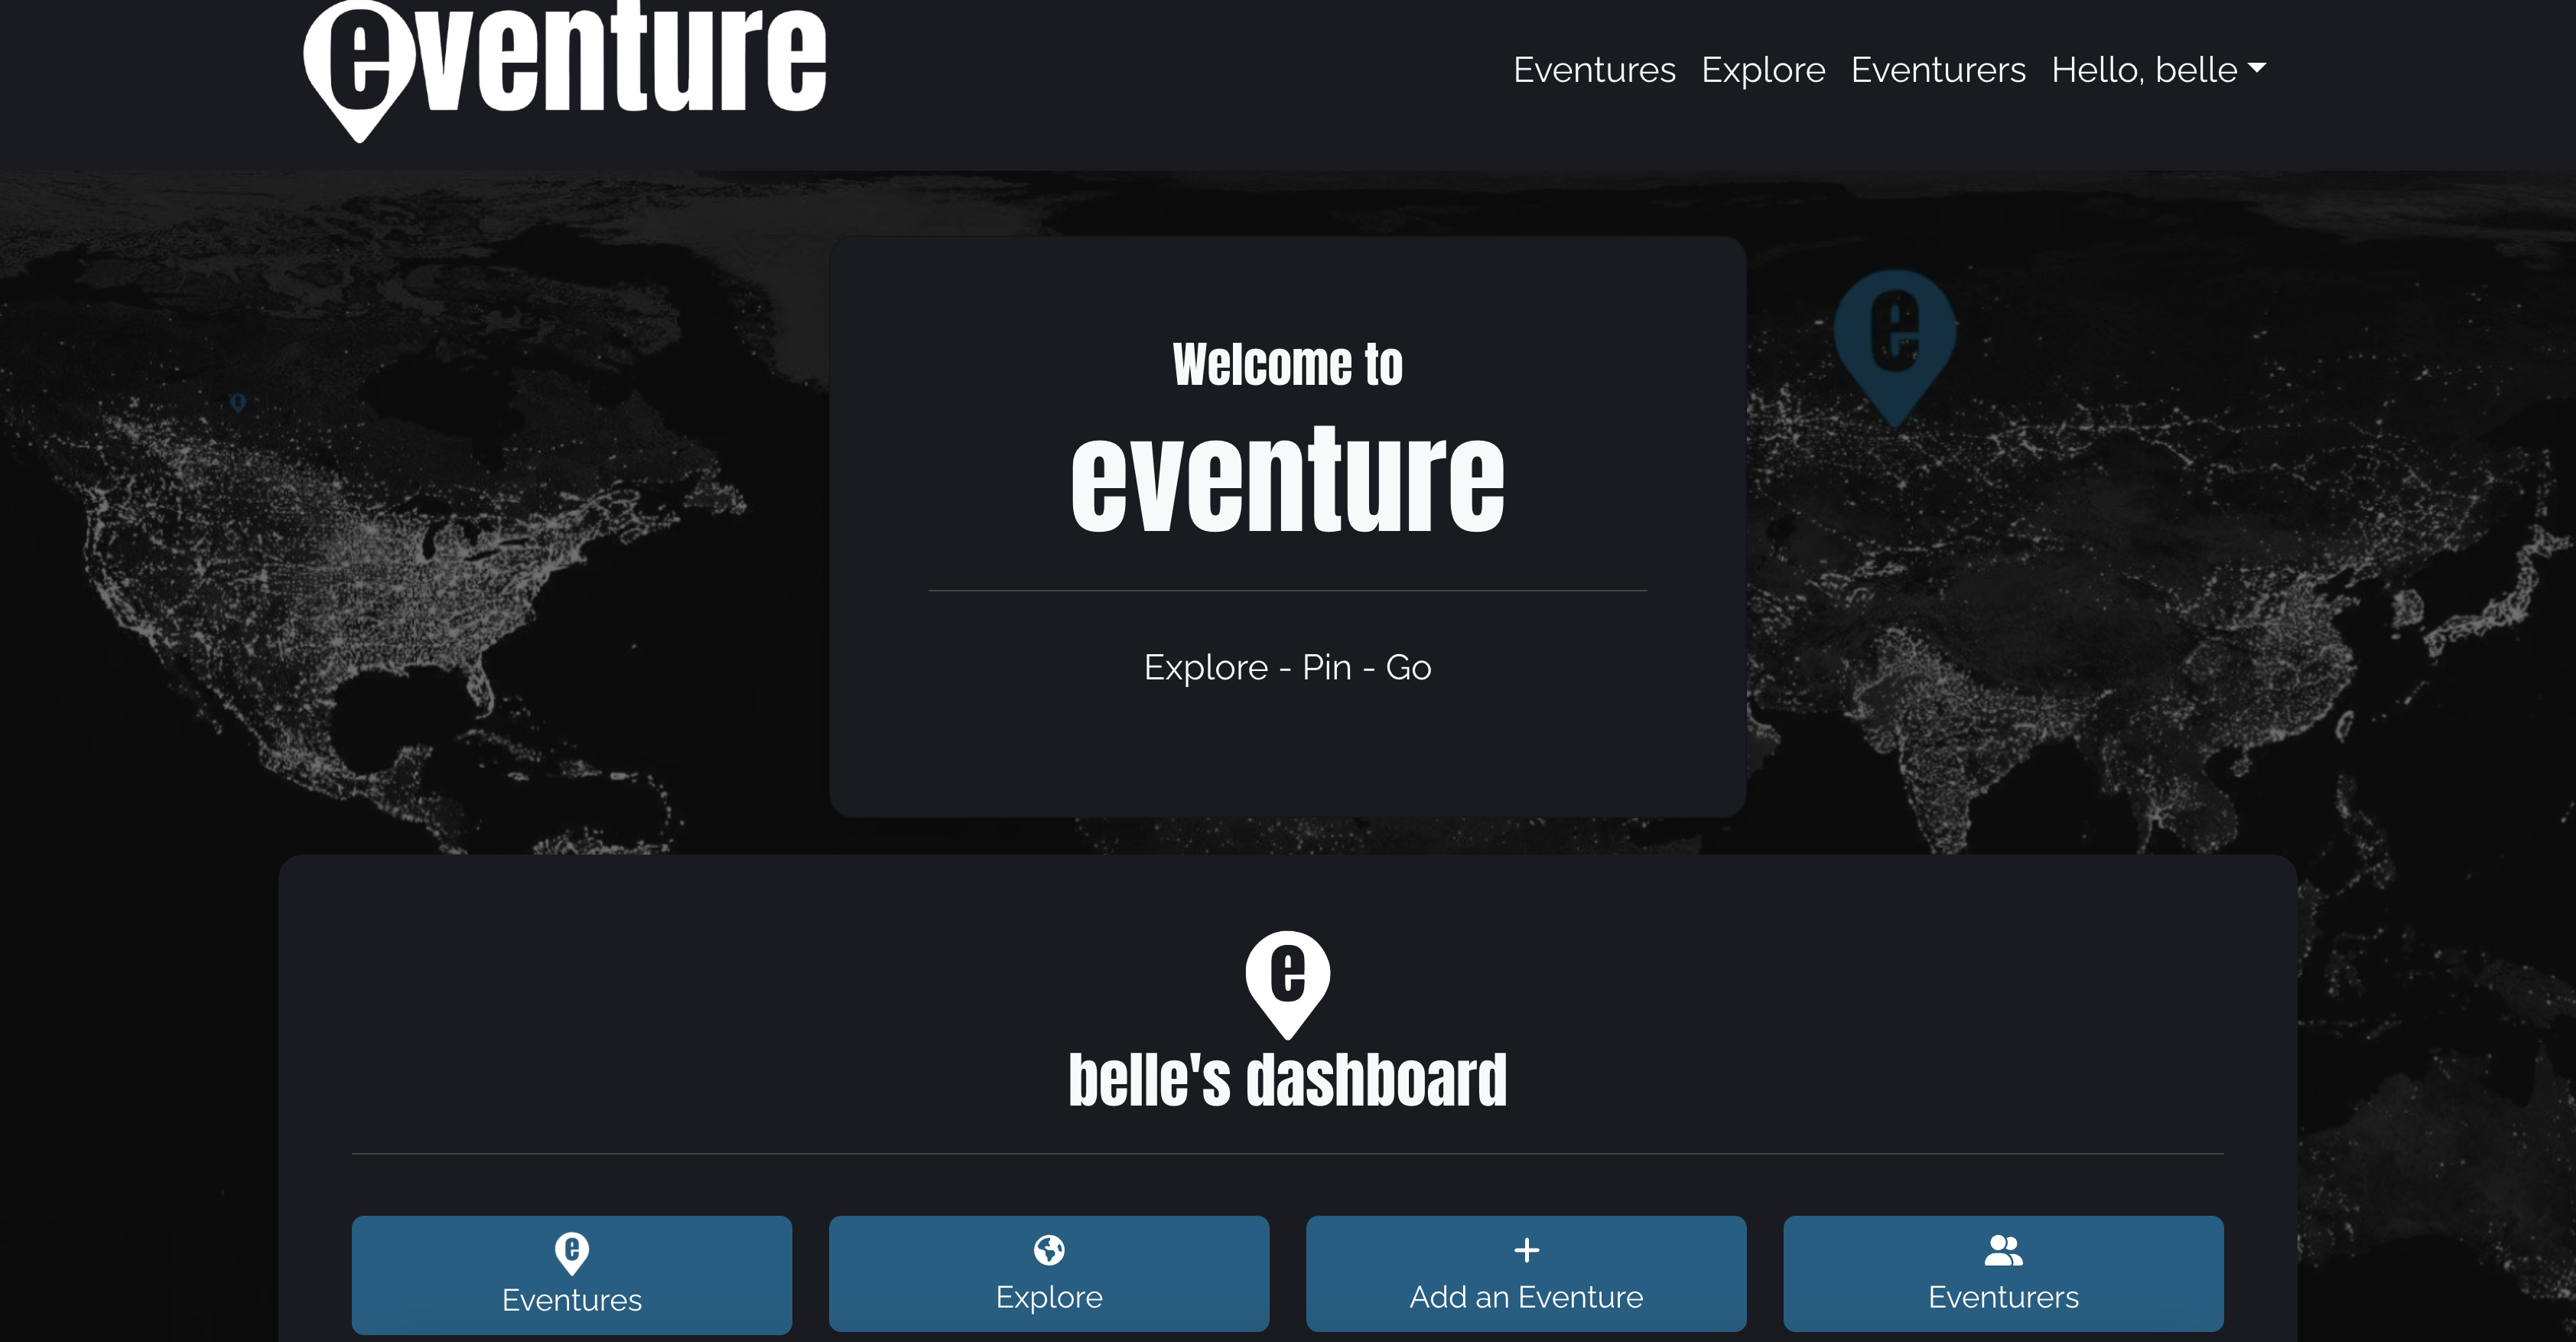 eventure
Eventures Explore Eventurers Hello, belle
Welcome to
eventure
Explore - Pin - Go
e
e
e
belle's dashboard
e
Eventures
Explore
Add an Eventure
Eventurers